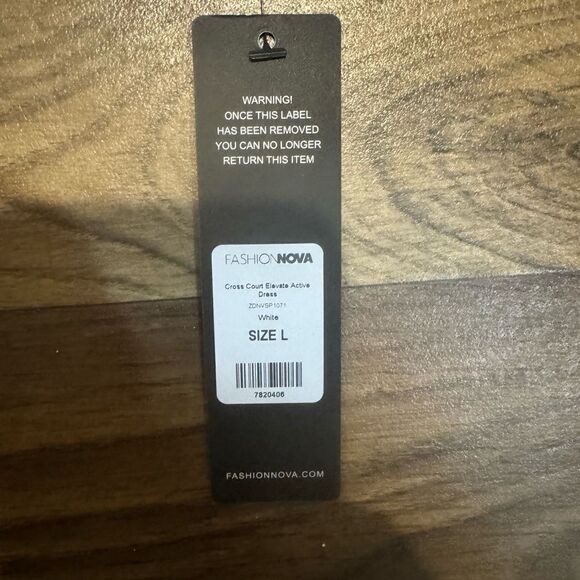 WARNING!
ONCE THIS LABEL
HAS BEEN REMOVED
YOU CAN NO LONGER
RETURN THIS ITEM
FASHIONNOVA
Cross Court Elevate Active
Dress
ZDNVSP1071
White
SIZE L
7820406
FASHIONNOVA.COM